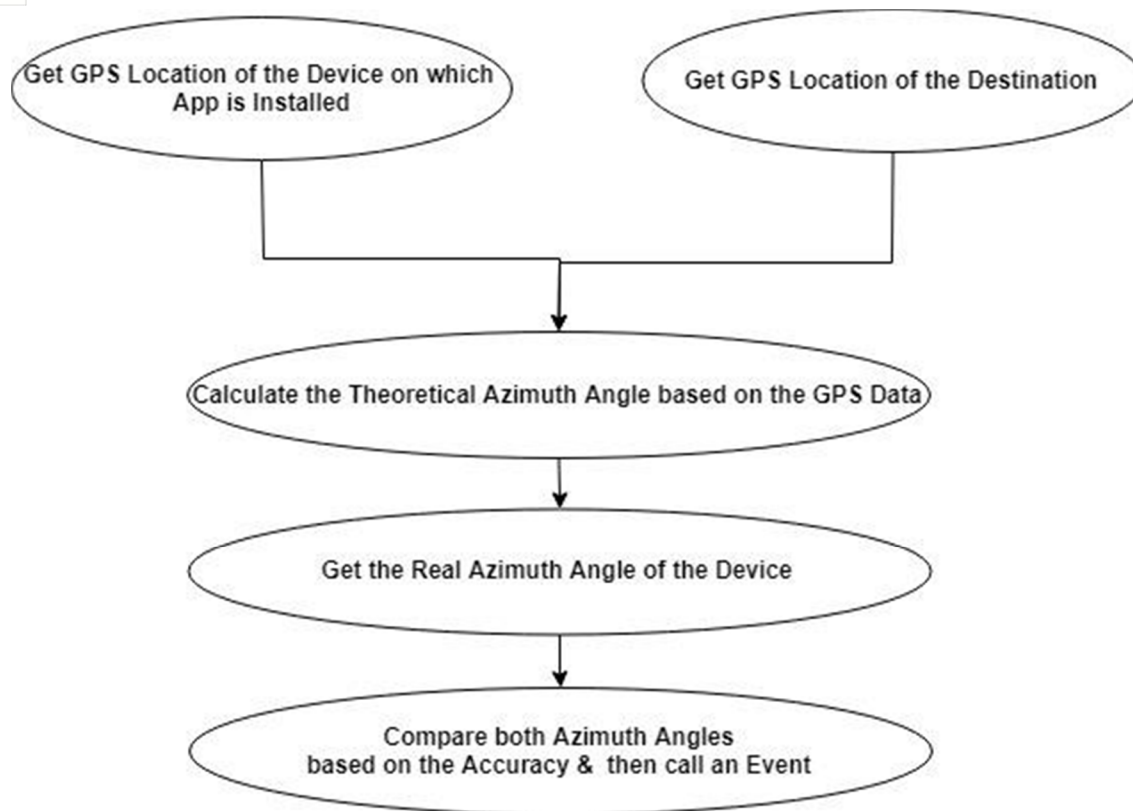 Get GPS Location of the Device on which
App is Installed
Get GPS Location of the Destination
Calculate the Theoretical Azimuth Angle based on the GPS Data
Get the Real Azimuth Angle of the Device
Compare both Azimuth Angles
based on the Accuracy & then call an Event